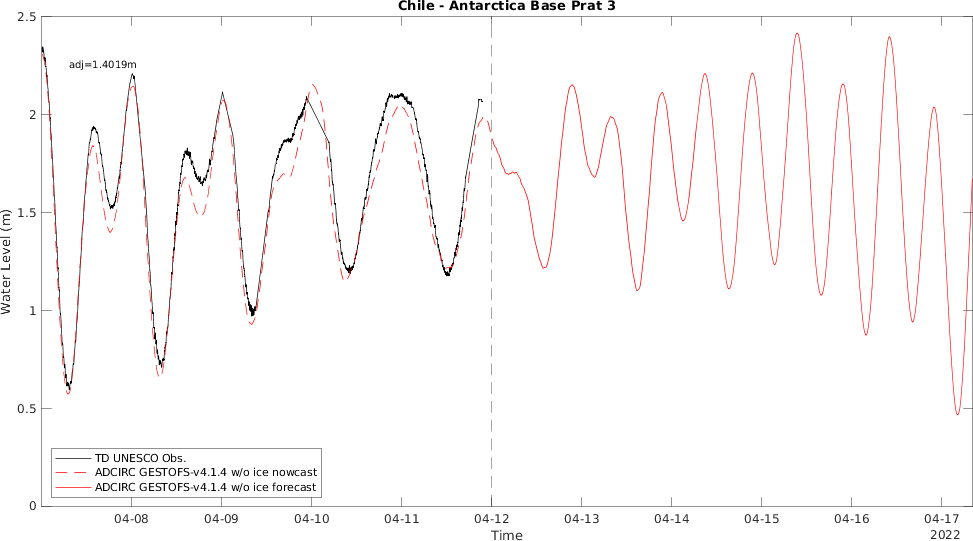 Chile - Antarctica Base Prat 3
2.5
adj=1.4019m
2
1.5
Water Level (m)
1
0.5
TD UNESCO Obs.
ADCIRC GESTOFS-v4.1.4 w/o ice nowcast
ADCIRC GESTOFS-v4.1.4 w/o ice forecast
0
04-08 04-09 04-10 04-11 04-12 04-13 04-14 04-15 04-16 04-17
Time 2022